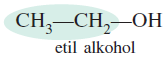 CH₃—CH₂—OH
etil alkohol